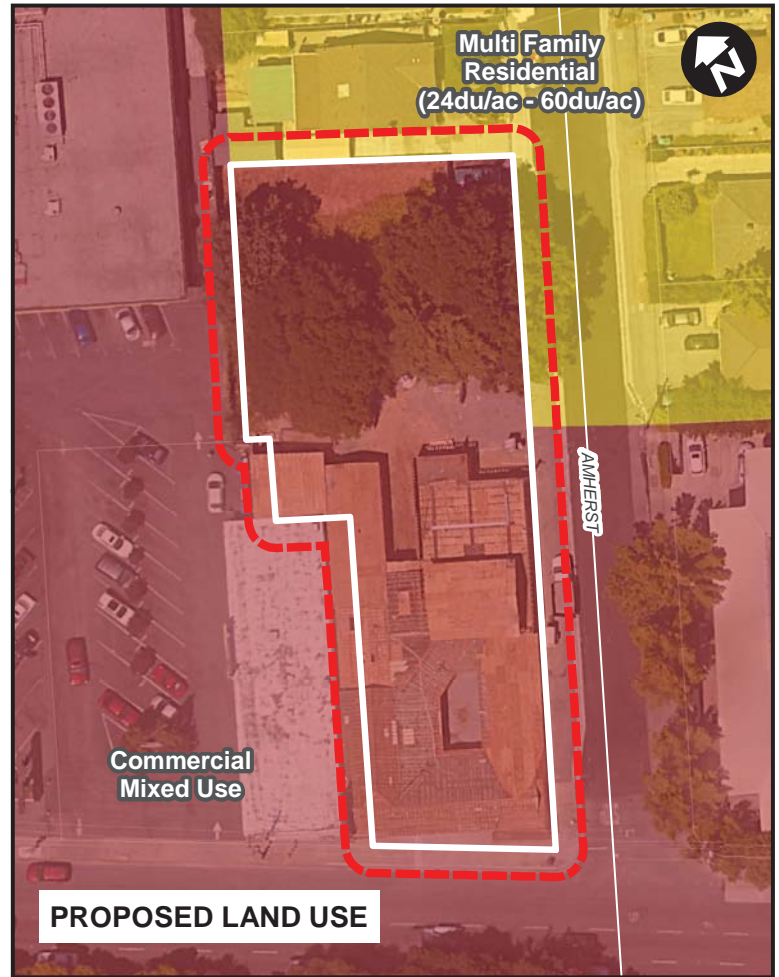 Multi Family
Residential
(24du/ac - 60du/ac)
N
AMHERST
Commercial
Mixed Use
PROPOSED LAND USE